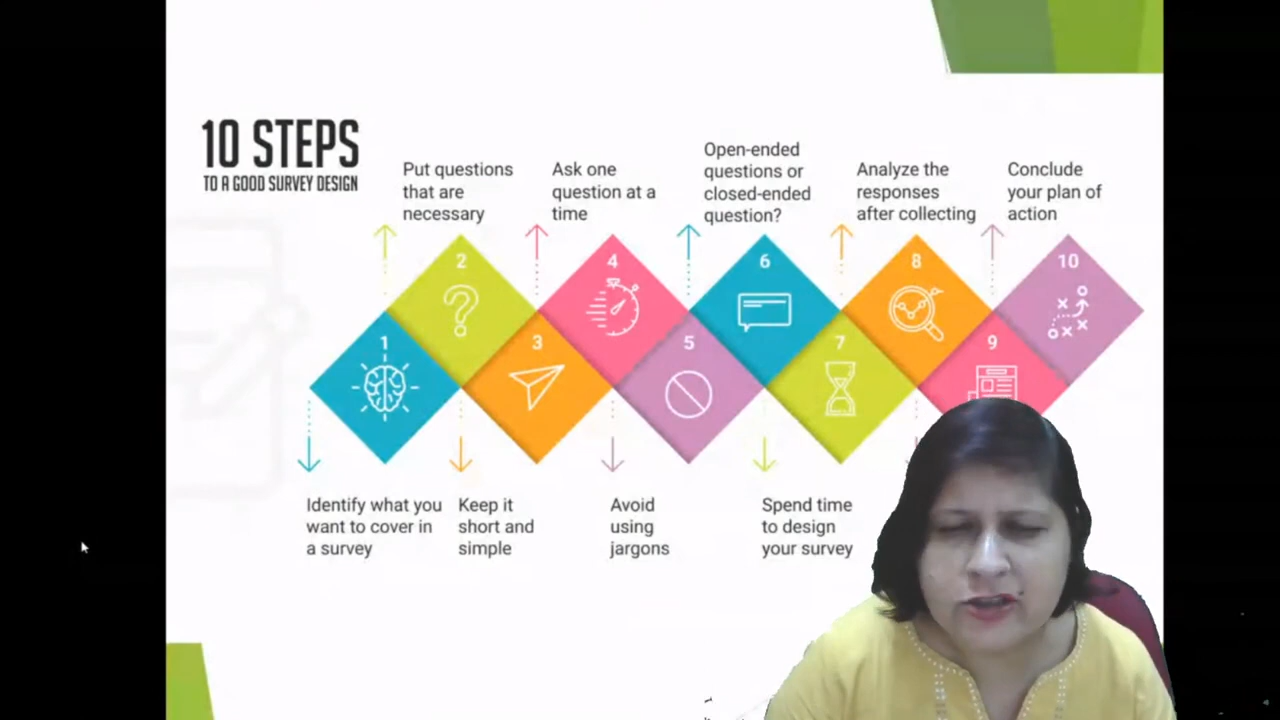 10 STEPS
TO A GOOD SURVEY DESIGN
Put questions
that are
necessary
Ask one
question at a
time
Open-ended
questions or
closed-ended
question?
Analyze the
responses
after collecting
Conclude
your plan of
action
1
2
3
4
5
6
7
8
9
10
Identify what you
want to cover in
a survey
Keep it
short and
simple
Avoid
using
jargons
Spend time
to design
your survey